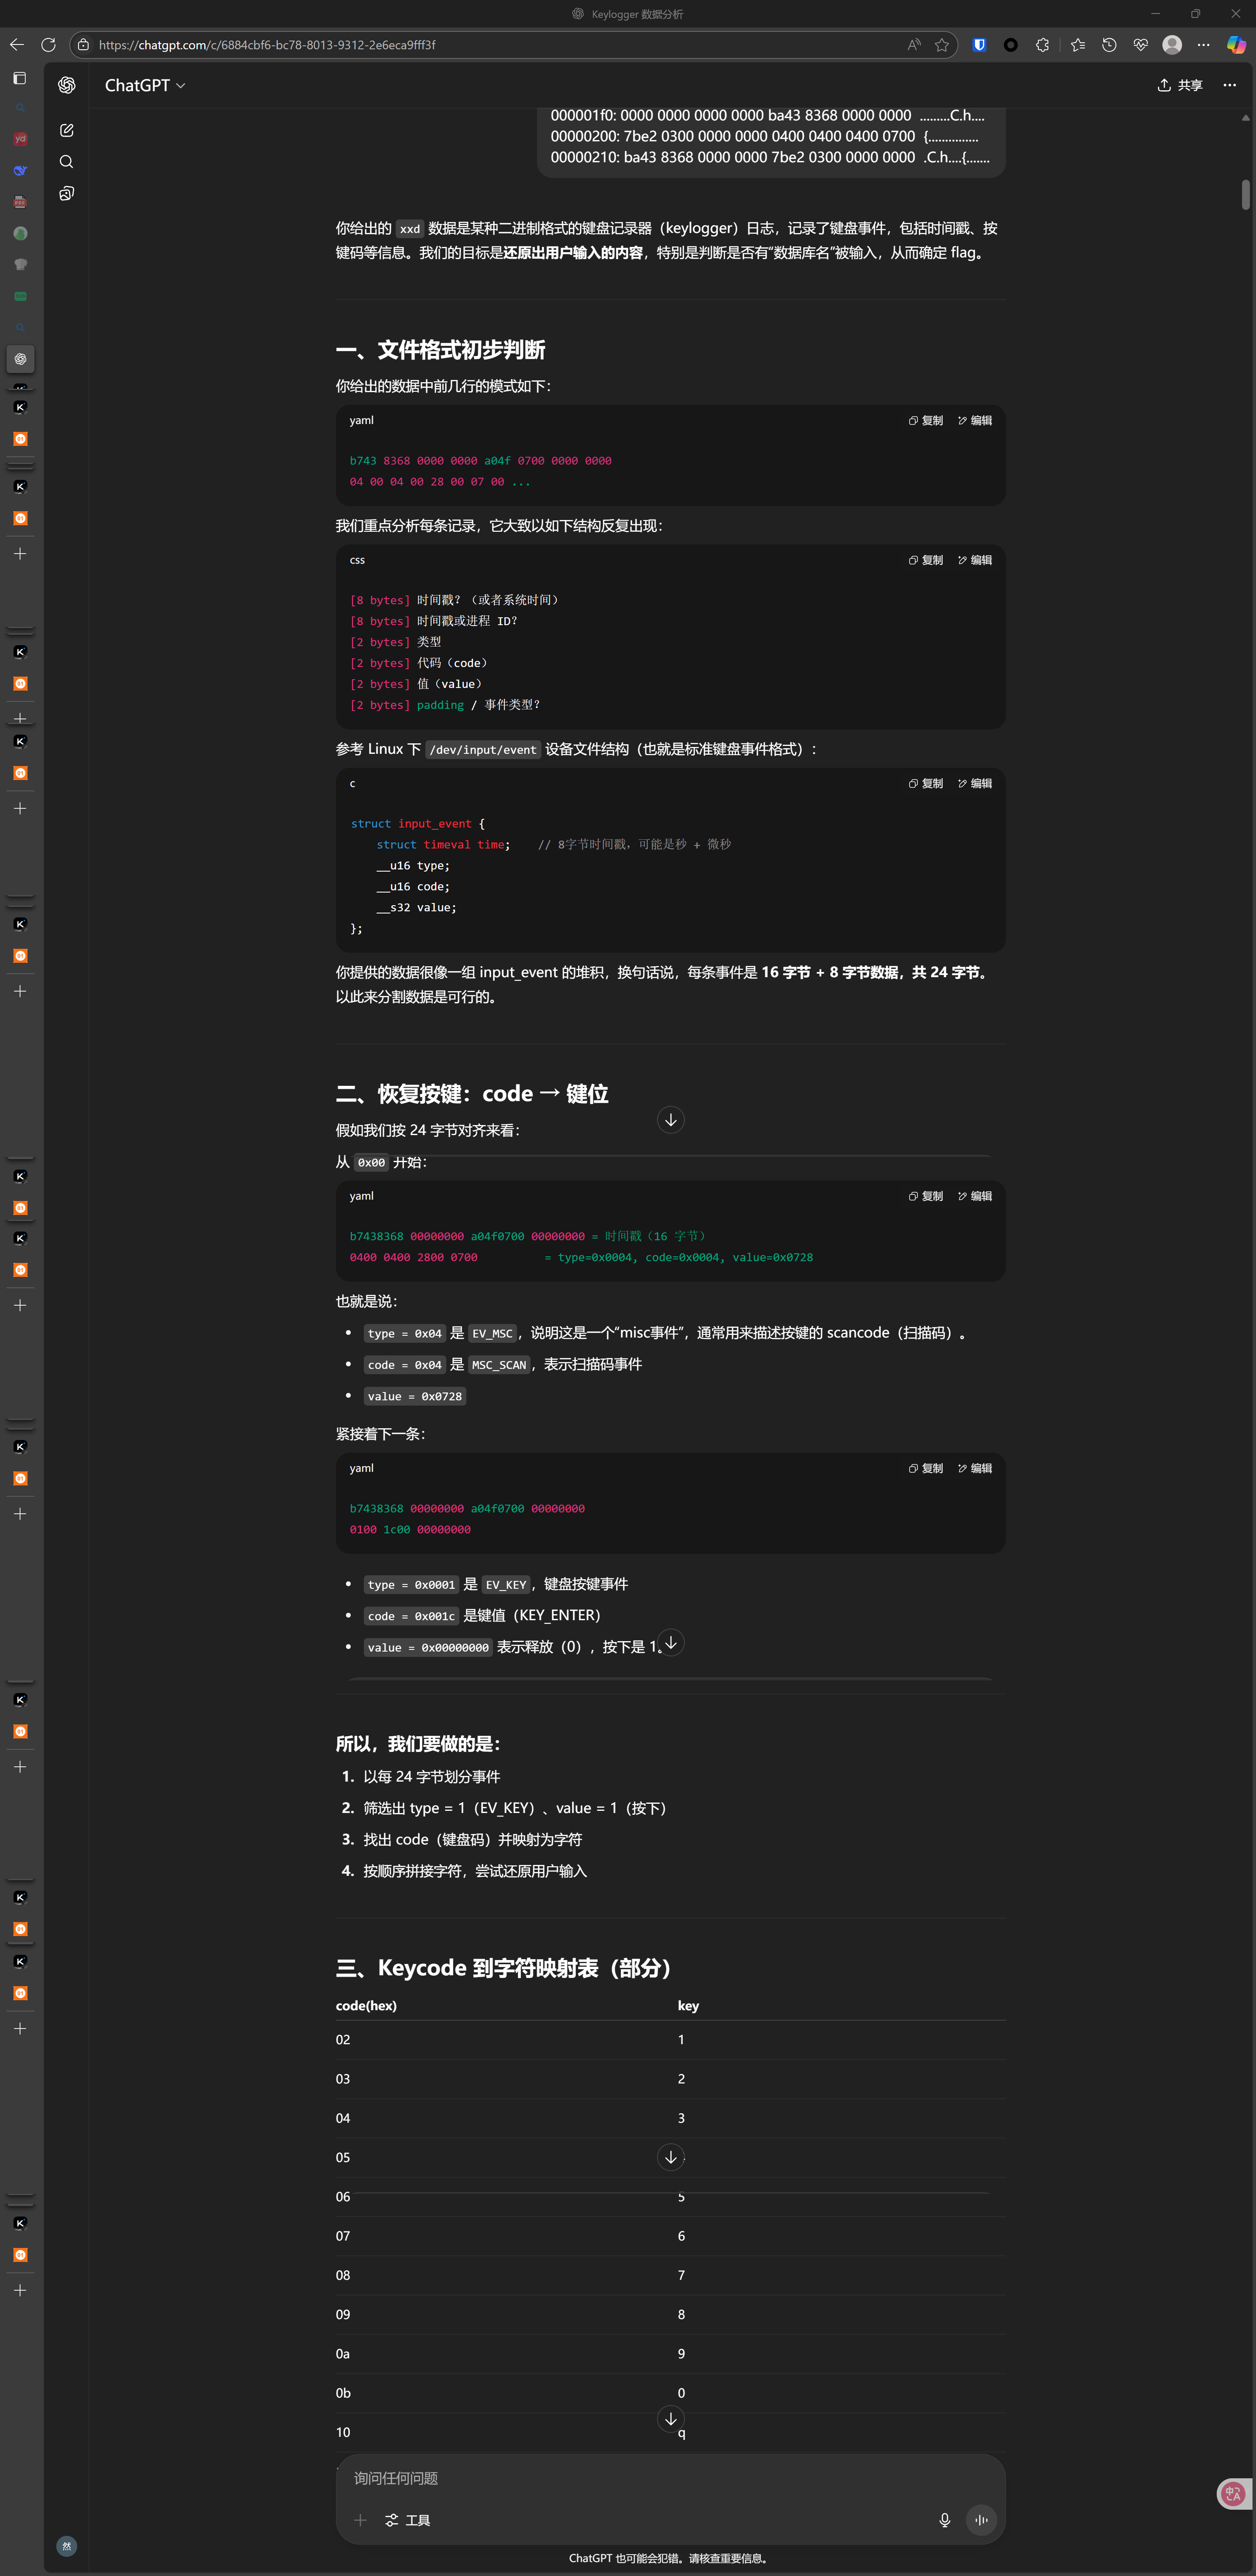 Keylogger 数据分析
https://chatgpt.com/c/6884cbf6-bc78-8013-9312-2e6eca9fff3f
ChatGPT
共享
000001f0: 0000 0000 0000 0000 ba43 8368 0000 0000 .........C.h....
00000200: 7be2 0300 0000 0000 0400 0400 0400 0700 {...............
00000210: ba43 8368 0000 0000 7be2 0300 0000 0000 .C.h....{.......
你给出的 xxd 数据是某种二进制格式的键盘记录器（keylogger）日志，记录了键盘事件，包括时间戳、按
键码等信息。我们的目标是还原出用户输入的内容，特别是判断是否有“数据库名”被输入，从而确定 flag。
一、文件格式初步判断
你给出的数据中前几行的模式如下：
yaml
复制 编辑
b743 8368 0000 0000 a04f 0700 0000 0000
04 00 04 00 28 00 07 00 ...
我们重点分析每条记录，它大致以如下结构反复出现：
css
复制 编辑
[8 bytes] 时间戳？（或者系统时间）
[8 bytes] 时间戳或进程 ID？
[2 bytes] 类型
[2 bytes] 代码（code）
[2 bytes] 值（value）
[2 bytes] padding / 事件类型？
参考 Linux 下 /dev/input/event 设备文件结构（也就是标准键盘事件格式）：
c
复制 编辑
struct input_event {
    struct timeval time;    // 8字节时间戳，可能是秒 + 微秒
    __u16 type;
    __u16 code;
    __s32 value;
};
你提供的数据很像一组 input_event 的堆积，换句话说，每条事件是 16 字节 + 8 字节数据，共 24 字节。
以此来分割数据是可行的。
二、恢复按键：code → 键位
假如我们按 24 字节对齐来看：
从 0x00 开始：
yaml
复制 编辑
b7438368 00000000 a04f0700 00000000 = 时间戳（16 字节）
0400 0400 2800 0700          = type=0x0004, code=0x0004, value=0x0728
也就是说：
• type = 0x04 是 EV_MSC，说明这是一个“misc事件”，通常用来描述按键的 scancode（扫描码）。
• code = 0x04 是 MSC_SCAN，表示扫描码事件
• value = 0x0728
紧接着下一条：
yaml
复制 编辑
b7438368 00000000 a04f0700 00000000
0100 1c00 00000000
• type = 0x0001 是 EV_KEY，键盘按键事件
• code = 0x001c 是键值（KEY_ENTER）
• value = 0x00000000 表示释放（0），按下是 1。
所以，我们要做的是：
1. 以每 24 字节划分事件
2. 筛选出 type = 1（EV_KEY）、value = 1（按下）
3. 找出 code（键盘码）并映射为字符
4. 按顺序拼接字符，尝试还原用户输入
三、Keycode 到字符映射表（部分）
code(hex) key
02 1
03 2
04 3
05
06 5
07 6
08 7
09 8
0a 9
0b 0
10 q
询问任何问题
工具
然
ChatGPT 也可能会犯错。请核查重要信息。